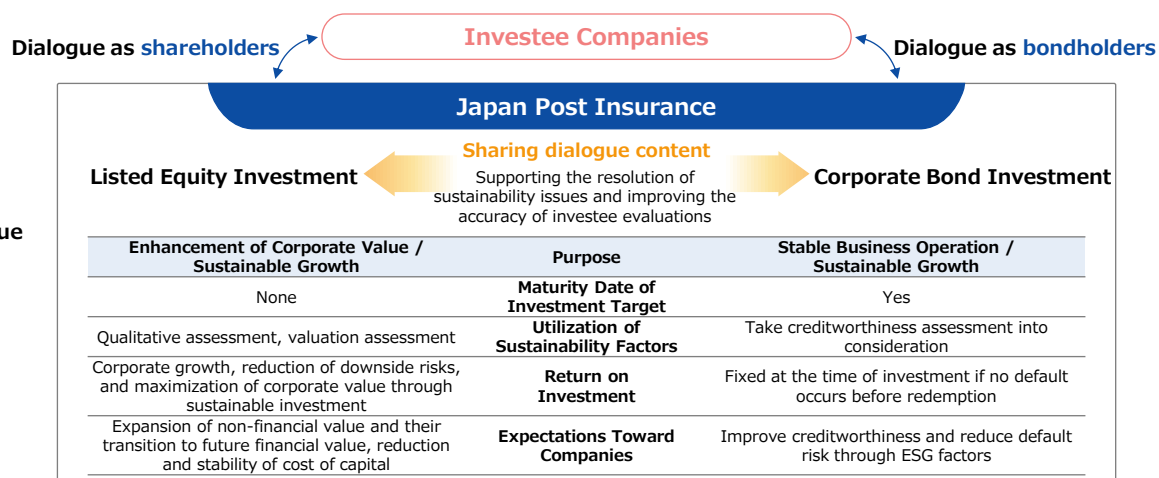 Investee Companies
Dialogue as shareholders
Dialogue as bondholders
Japan Post Insurance
Sharing dialogue content
Listed Equity Investment
Supporting the resolution of
sustainability issues and improving the
accuracy of investee evaluations
Corporate Bond Investment
ue
Enhancement of Corporate Value /
Sustainable Growth
Purpose
Stable Business Operation /
Sustainable Growth
None
Maturity Date of
Investment Target
Yes
Qualitative assessment, valuation assessment
Utilization of
Sustainability Factors
Take creditworthiness assessment into
consideration
Corporate growth, reduction of downside risks,
and maximization of corporate value through
sustainable investment
Return on
Investment
Fixed at the time of investment if no default
occurs before redemption
Expansion of non-financial value and their
transition to future financial value, reduction
and stability of cost of capital
Expectations Toward
Companies
Improve creditworthiness and reduce default
risk through ESG factors